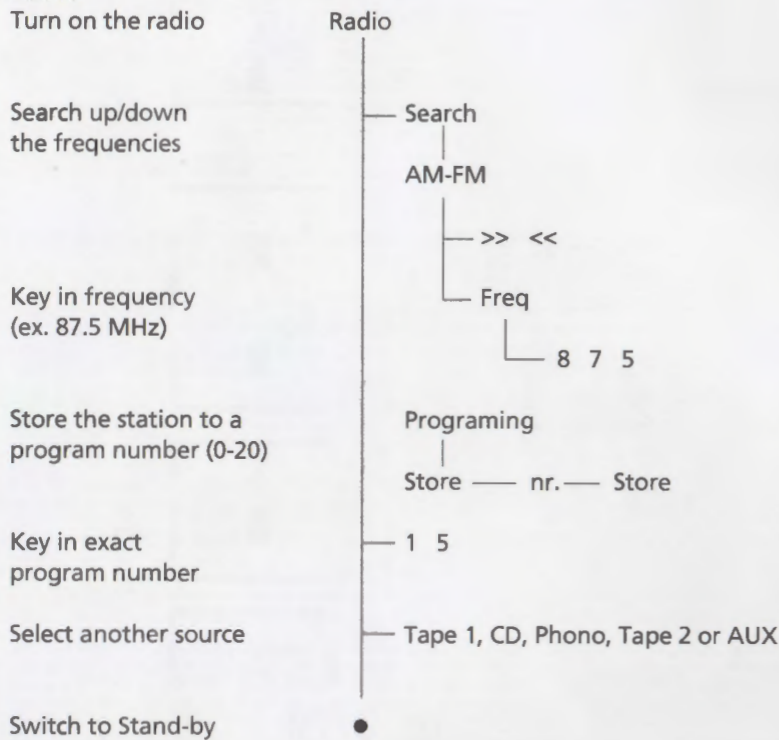 Turn on the radio Radio
Search up/down Search
the frequencies
AM-FM
>> <<
Key in frequency Freq
(ex. 87.5 MHz)
8 7 5
Store the station to a Programing
program number (0-20)
Store nr. Store
Key in exact 1 5
program number
Select another source Tape 1, CD, Phono, Tape 2 or AUX
Switch to Stand-by